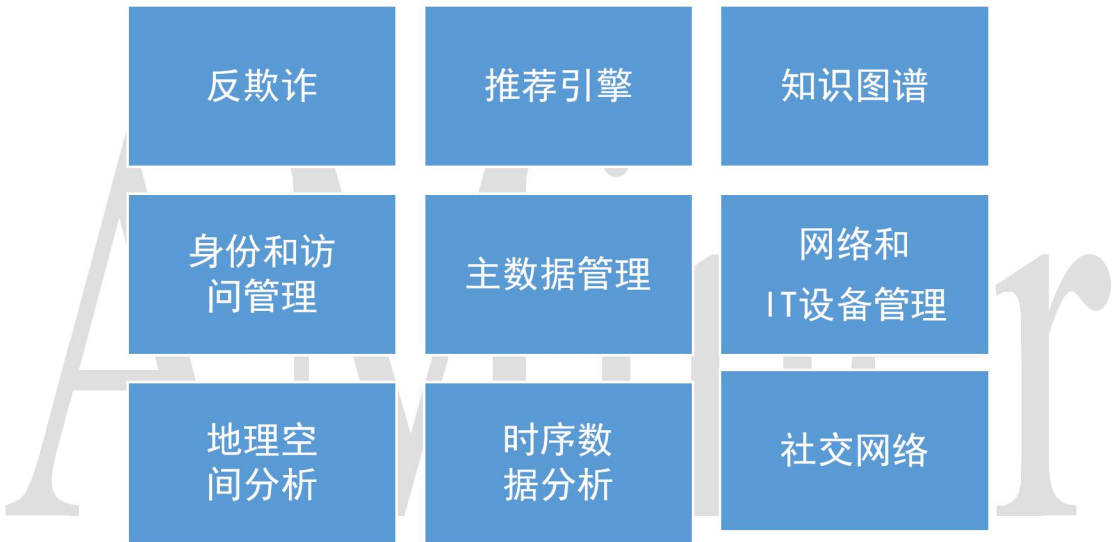 反欺诈
推荐引擎
知识图谱
身份和访
问管理
主数据管理
网络和
IT设备管理
地理空
间分析
时序数
据分析
社交网络
AMiner